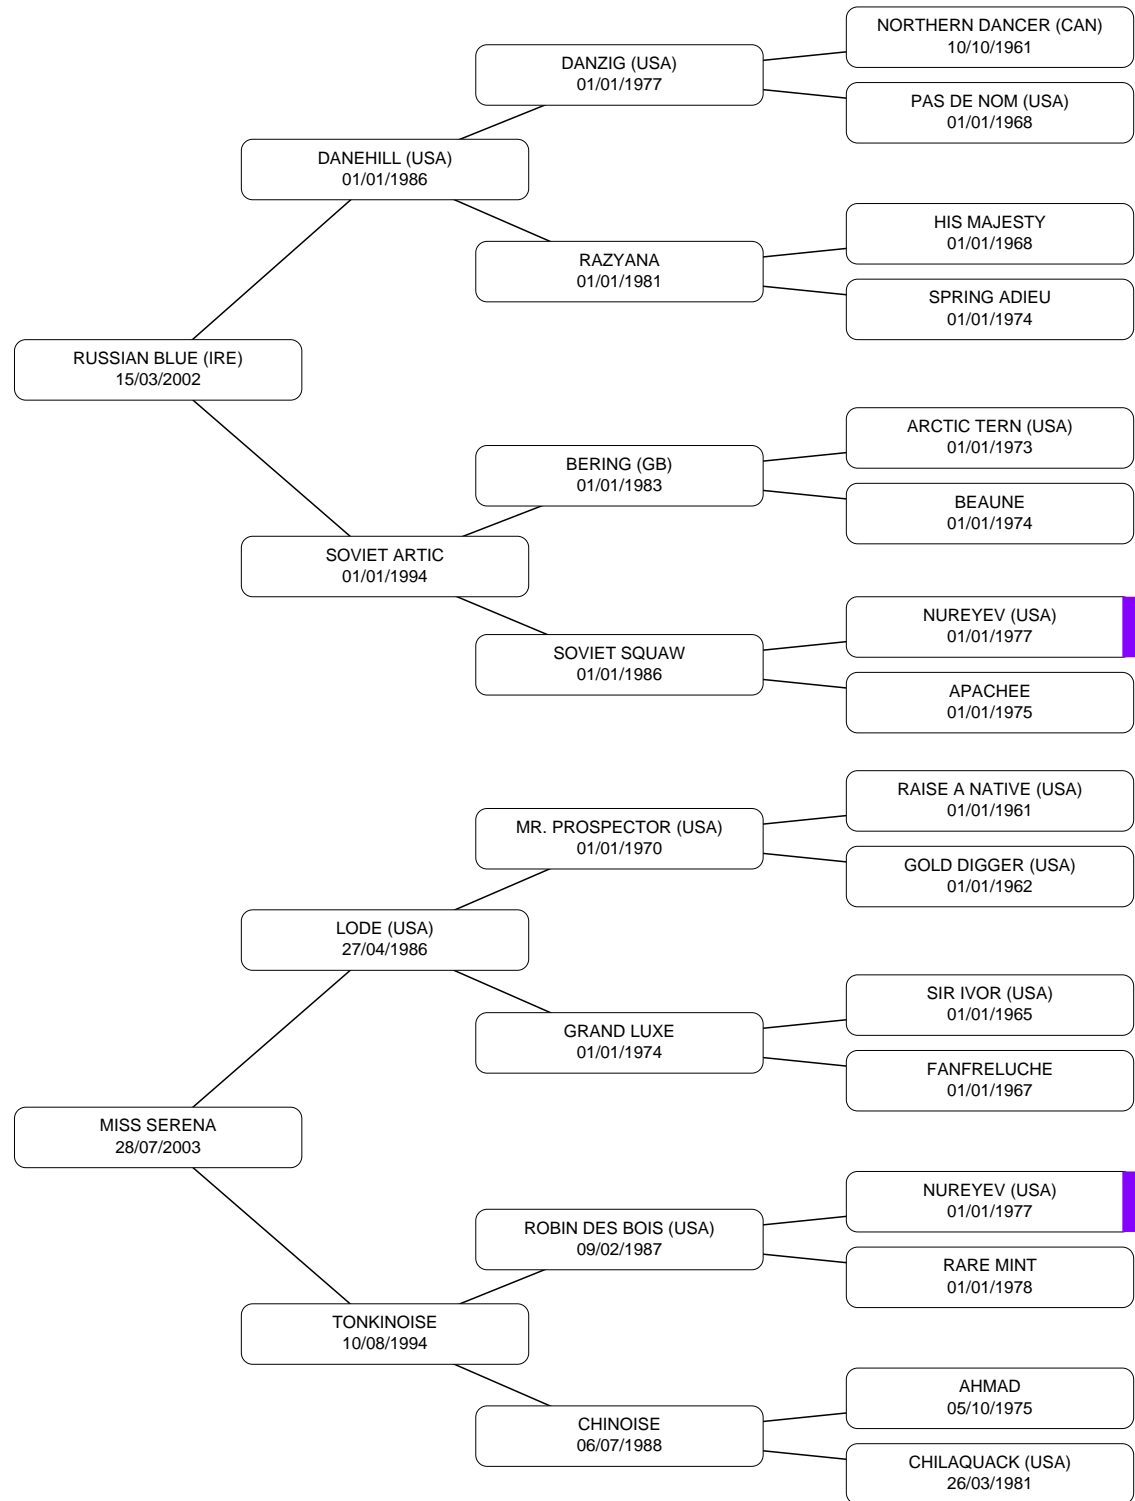 NORTHERN DANCER (CAN)
10/10/1961
DANZIG (USA)
01/01/1977
PAS DE NOM (USA)
01/01/1968
DANEHILL (USA)
01/01/1986
HIS MAJESTY
01/01/1968
RAZYANA
01/01/1981
SPRING ADIEU
01/01/1974
RUSSIAN BLUE (IRE)
15/03/2002
ARCTIC TERN (USA)
01/01/1973
BERING (GB)
01/01/1983
BEAUNE
01/01/1974
SOVIET ARTIC
01/01/1994
NUREYEV (USA)
01/01/1977
SOVIET SQUAW
01/01/1986
APACHEE
01/01/1975
RAISE A NATIVE (USA)
01/01/1961
MR. PROSPECTOR (USA)
01/01/1970
GOLD DIGGER (USA)
01/01/1962
LODE (USA)
27/04/1986
SIR IVOR (USA)
01/01/1965
GRAND LUXE
01/01/1974
FANFRELUCHE
01/01/1967
MISS SERENA
28/07/2003
NUREYEV (USA)
01/01/1977
ROBIN DES BOIS (USA)
09/02/1987
RARE MINT
01/01/1978
TONKINOISE
10/08/1994
AHMAD
05/10/1975
CHINOISE
06/07/1988
CHILAQUACK (USA)
26/03/1981